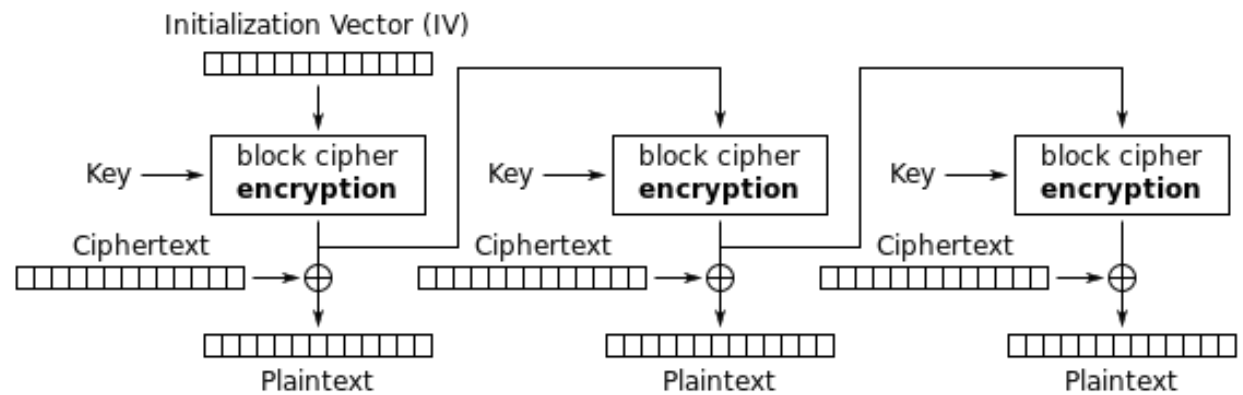 Initialization Vector (IV)
block cipher
encryption
Key
Ciphertext
Plaintext
block cipher
encryption
Key
Ciphertext
Plaintext
block cipher
encryption
Key
Ciphertext
Plaintext